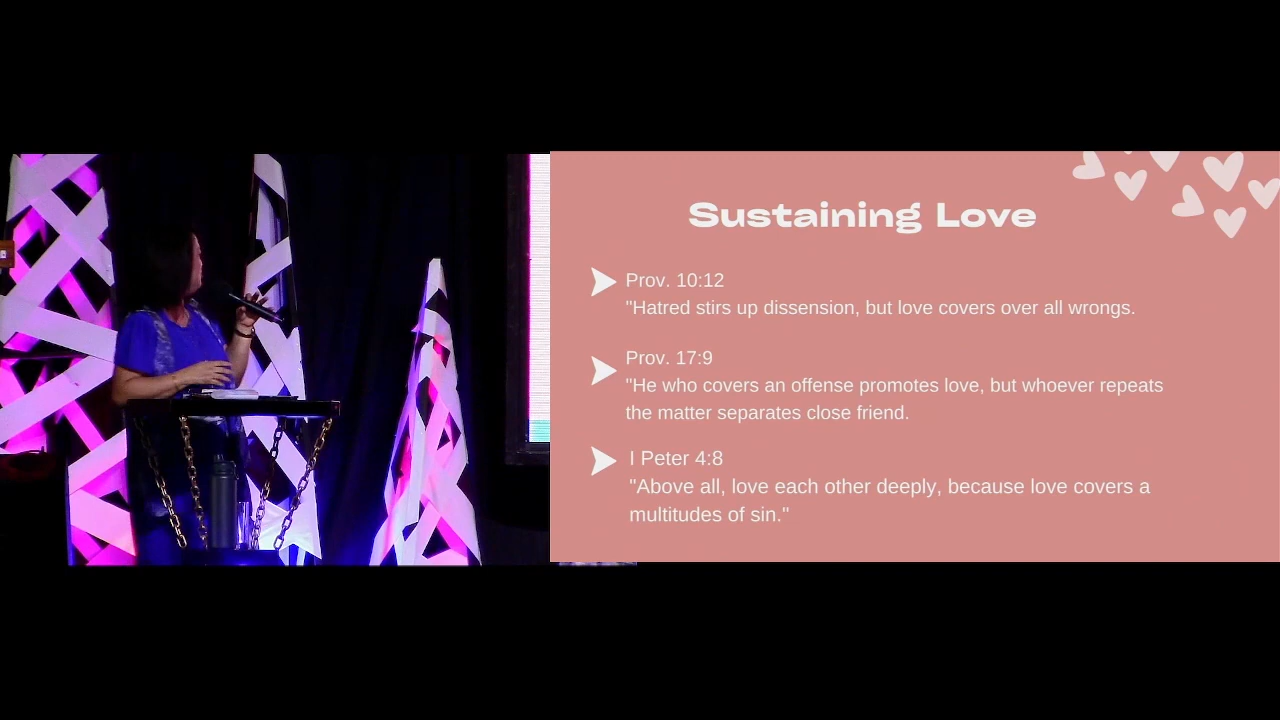 Sustaining Love
Prov. 10:12
"Hatred stirs up dissension, but love covers over all wrongs.
Prov. 17:9
"He who covers an offense promotes love, but whoever repeats
the matter separates close friend.
I Peter 4:8
"Above all, love each other deeply, because love covers a
multitudes of sin."